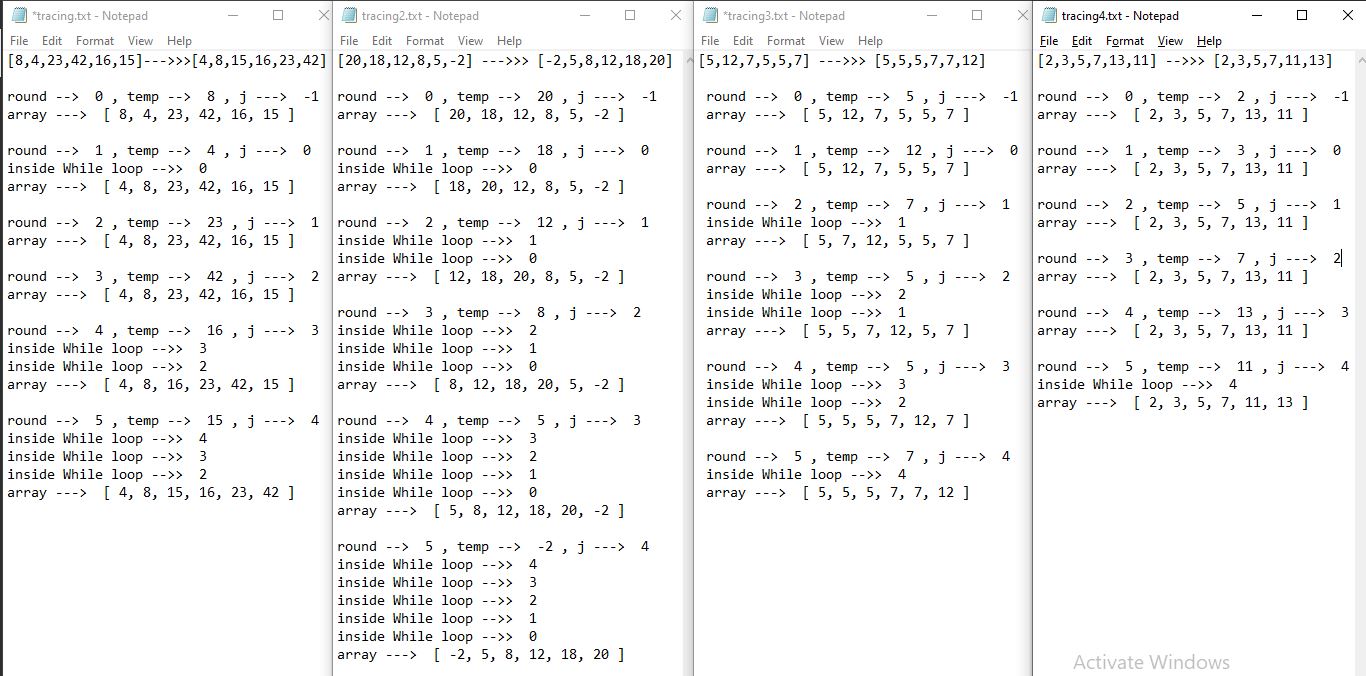 *tracing.txt - Notepad
File Edit Format View Help
[8,4,23,42,16,15]--->>>[4,8,15,16,23,42]
round --> 0 , temp --> 8 , j ---> -1
array ---> [ 8, 4, 23, 42, 16, 15 ]
round --> 1 , temp --> 4 , j ---> 0
inside While loop -->> 0
array ---> [ 4, 8, 23, 42, 16, 15 ]
round --> 2 , temp --> 23 , j ---> 1
array ---> [ 4, 8, 23, 42, 16, 15 ]
round --> 3 , temp --> 42 , j ---> 2
array ---> [ 4, 8, 23, 42, 16, 15 ]
round --> 4 , temp --> 16 , j ---> 3
inside While loop -->> 3
inside While loop -->> 2
array ---> [ 4, 8, 16, 23, 42, 15 ]
round --> 5 , temp --> 15 , j ---> 4
inside While loop -->> 4
inside While loop -->> 3
inside While loop -->> 2
array ---> [ 4, 8, 15, 16, 23, 42 ]
tracing2.txt - Notepad
File Edit Format View Help
[20,18,12,8,5,-2] --->>> [-2,5,8,12,18,20]
round --> 0 , temp --> 20 , j ---> -1
array ---> [ 20, 18, 12, 8, 5, -2 ]
round --> 1 , temp --> 18 , j ---> 0
inside While loop -->> 0
array ---> [ 18, 20, 12, 8, 5, -2 ]
round --> 2 , temp --> 12 , j ---> 1
inside While loop -->> 1
inside While loop -->> 0
array ---> [ 12, 18, 20, 8, 5, -2 ]
round --> 3 , temp --> 8 , j ---> 2
inside While loop -->> 2
inside While loop -->> 1
inside While loop -->> 0
array ---> [ 8, 12, 18, 20, 5, -2 ]
round --> 4 , temp --> 5 , j ---> 3
inside While loop -->> 3
inside While loop -->> 2
inside While loop -->> 1
inside While loop -->> 0
array ---> [ 5, 8, 12, 18, 20, -2 ]
round --> 5 , temp --> -2 , j ---> 4
inside While loop -->> 4
inside While loop -->> 3
inside While loop -->> 2
inside While loop -->> 1
inside While loop -->> 0
array ---> [ -2, 5, 8, 12, 18, 20 ]
*tracing3.txt - Notepad
File Edit Format View Help
[5,12,7,5,5,7] --->>> [5,5,5,7,7,12]
round --> 0 , temp --> 5 , j ---> -1
array ---> [ 5, 12, 7, 5, 5, 7 ]
round --> 1 , temp --> 12 , j ---> 0
array ---> [ 5, 12, 7, 5, 5, 7 ]
round --> 2 , temp --> 7 , j ---> 1
inside While loop -->> 1
array ---> [ 5, 7, 12, 5, 5, 7 ]
round --> 3 , temp --> 5 , j ---> 2
inside While loop -->> 2
inside While loop -->> 1
array ---> [ 5, 5, 7, 12, 5, 7 ]
round --> 4 , temp --> 5 , j ---> 3
inside While loop -->> 3
inside While loop -->> 2
array ---> [ 5, 5, 5, 7, 12, 7 ]
round --> 5 , temp --> 7 , j ---> 4
inside While loop -->> 4
array ---> [ 5, 5, 5, 7, 7, 12 ]
tracing4.txt - Notepad
File Edit Format View Help
[2,3,5,7,13,11] -->>> [2,3,5,7,11,13]
round --> 0 , temp --> 2 , j ---> -1
array ---> [ 2, 3, 5, 7, 13, 11 ]
round --> 1 , temp --> 3 , j ---> 0
array ---> [ 2, 3, 5, 7, 13, 11 ]
round --> 2 , temp --> 5 , j ---> 1
array ---> [ 2, 3, 5, 7, 13, 11 ]
round --> 3 , temp --> 7 , j ---> 2
array ---> [ 2, 3, 5, 7, 13, 11 ]
round --> 4 , temp --> 13 , j ---> 3
array ---> [ 2, 3, 5, 7, 13, 11 ]
round --> 5 , temp --> 11 , j ---> 4
inside While loop -->> 4
array ---> [ 2, 3, 5, 7, 11, 13 ]
Activate Windows